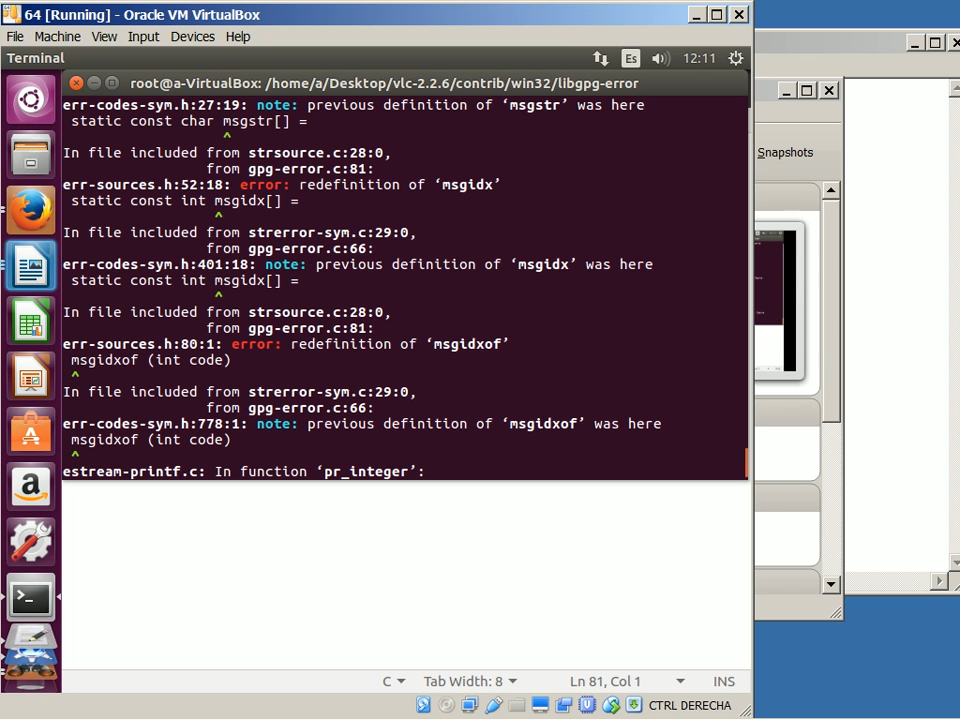 64 [Running] - Oracle VM VirtualBox
File Machine View Input Devices Help
Terminal
Es
12:11
root@a-VirtualBox: /home/a/Desktop/vlc-2.2.6/contrib/win32/libgpg-error
err-codes-sym.h:27:19: note: previous definition of ‘msgstr’ was here
static const char msgstr[] =
^
In file included from strsource.c:28:0,
from gpg-error.c:81:
err-sources.h:52:18: error: redefinition of ‘msgidx’
static const int msgidx[] =
^
In file included from strerror-sym.c:29:0,
from gpg-error.c:66:
err-codes-sym.h:401:18: note: previous definition of ‘msgidx’ was here
static const int msgidx[] =
^
In file included from strsource.c:28:0,
from gpg-error.c:81:
err-sources.h:80:1: error: redefinition of ‘msgidxof’
msgidxof (int code)
^
In file included from strerror-sym.c:29:0,
from gpg-error.c:66:
err-codes-sym.h:778:1: note: previous definition of ‘msgidxof’ was here
msgidxof (int code)
^
estream-printf.c: In function ‘pr_integer’:
Snapshots
C
Tab Width: 8
Ln 81, Col 1
INS
CTRL DERECHA